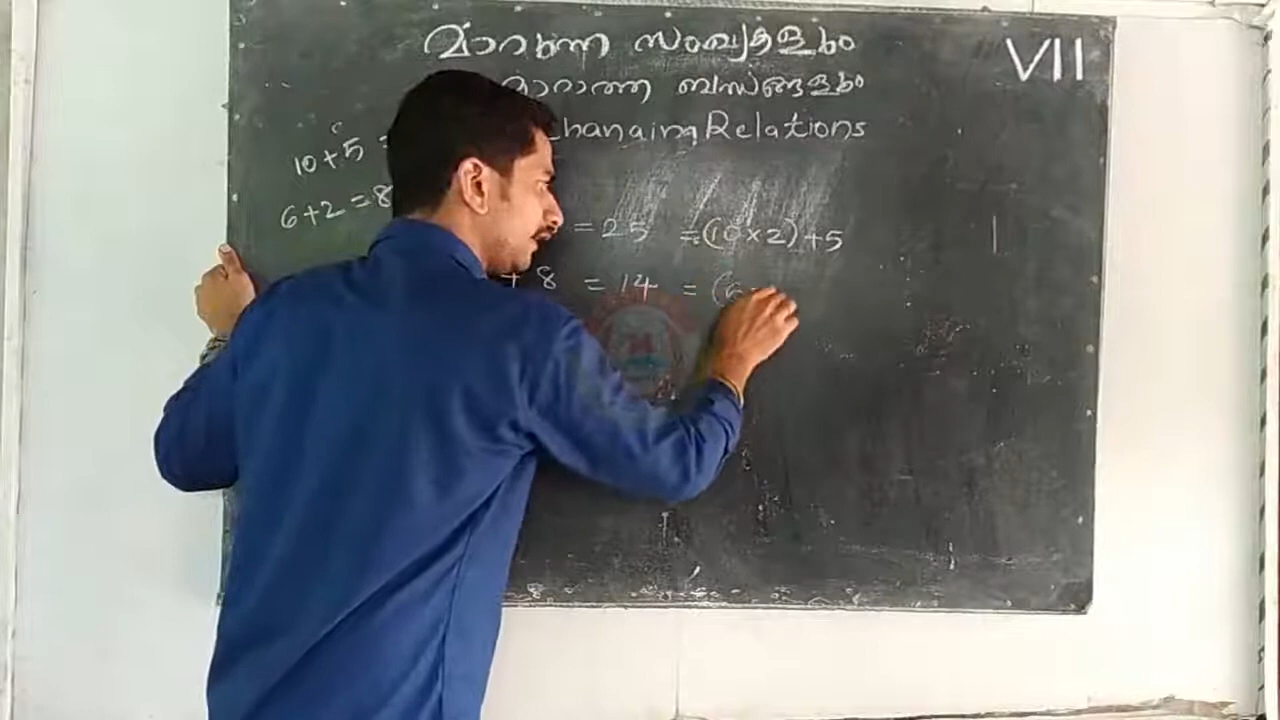 മാറുന്ന സംഖ്യകളും
VII
മാറാത്ത ബന്ധങ്ങളും
Changing Relations
10+5 =
6+2 =8
= 25 = (10 × 2) + 5
+ 8 = 14 = (6